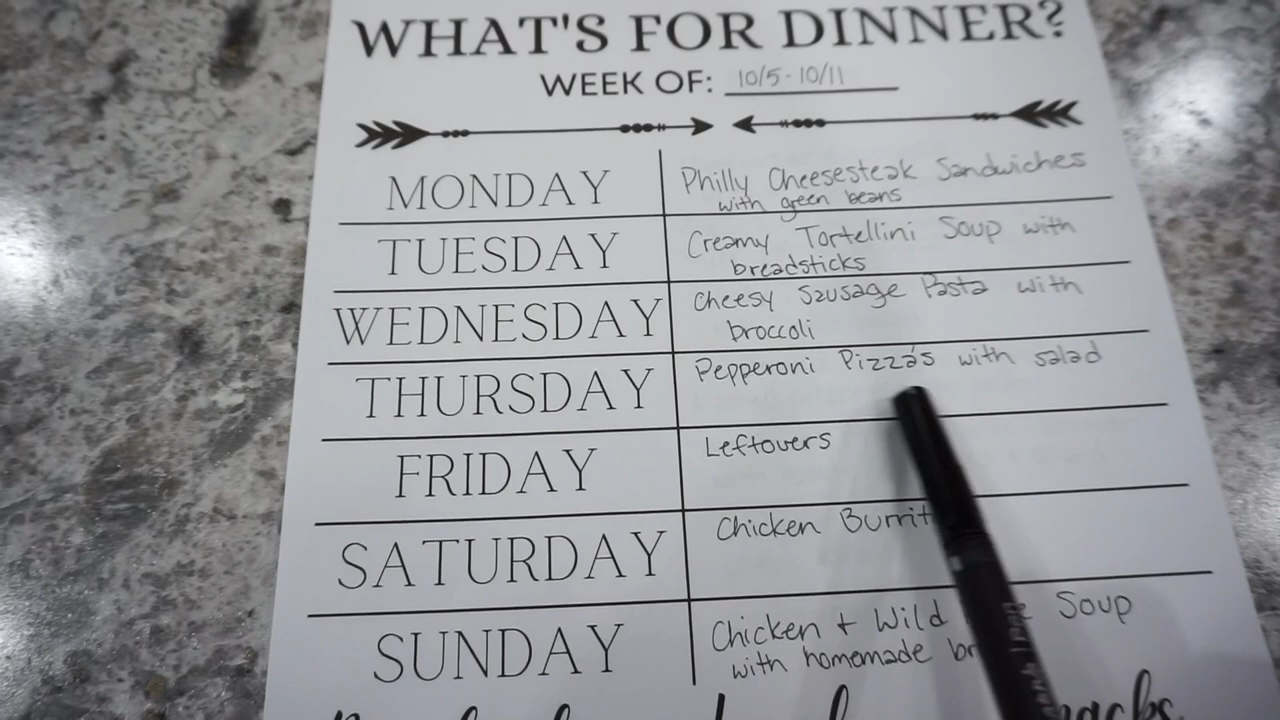 WHAT'S FOR DINNER?
WEEK OF: 10/5-10/11
MONDAY
Philly Cheesesteak Sandwiches
with green beans
TUESDAY
Creamy Tortellini Soup with
breadsticks
WEDNESDAY
Cheesy Sausage Pasta with
broccoli
THURSDAY
Pepperoni Pizza's with salad
FRIDAY
Leftovers
SATURDAY
Chicken
SUNDAY
Chicken + Wild Soup
with homemade